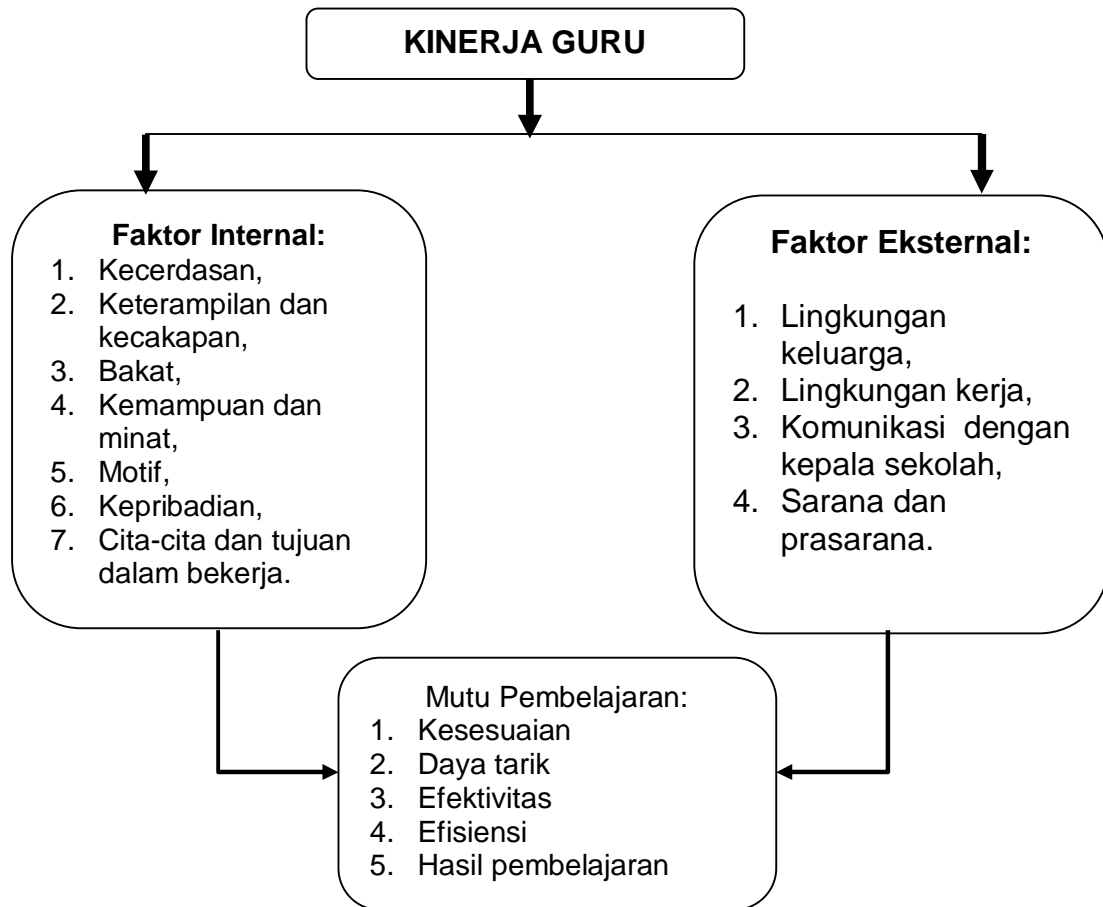 KINERJA GURU
Faktor Internal:
1. Kecerdasan,
2. Keterampilan dan
kecakapan,
3. Bakat,
4. Kemampuan dan
minat,
5. Motif,
6. Kepribadian,
7. Cita-cita dan tujuan
dalam bekerja.
Faktor Eksternal:
1. Lingkungan
keluarga,
2. Lingkungan kerja,
3. Komunikasi dengan
kepala sekolah,
4. Sarana dan
prasarana.
Mutu Pembelajaran:
1. Kesesuaian
2. Daya tarik
3. Efektivitas
4. Efisiensi
5. Hasil pembelajaran